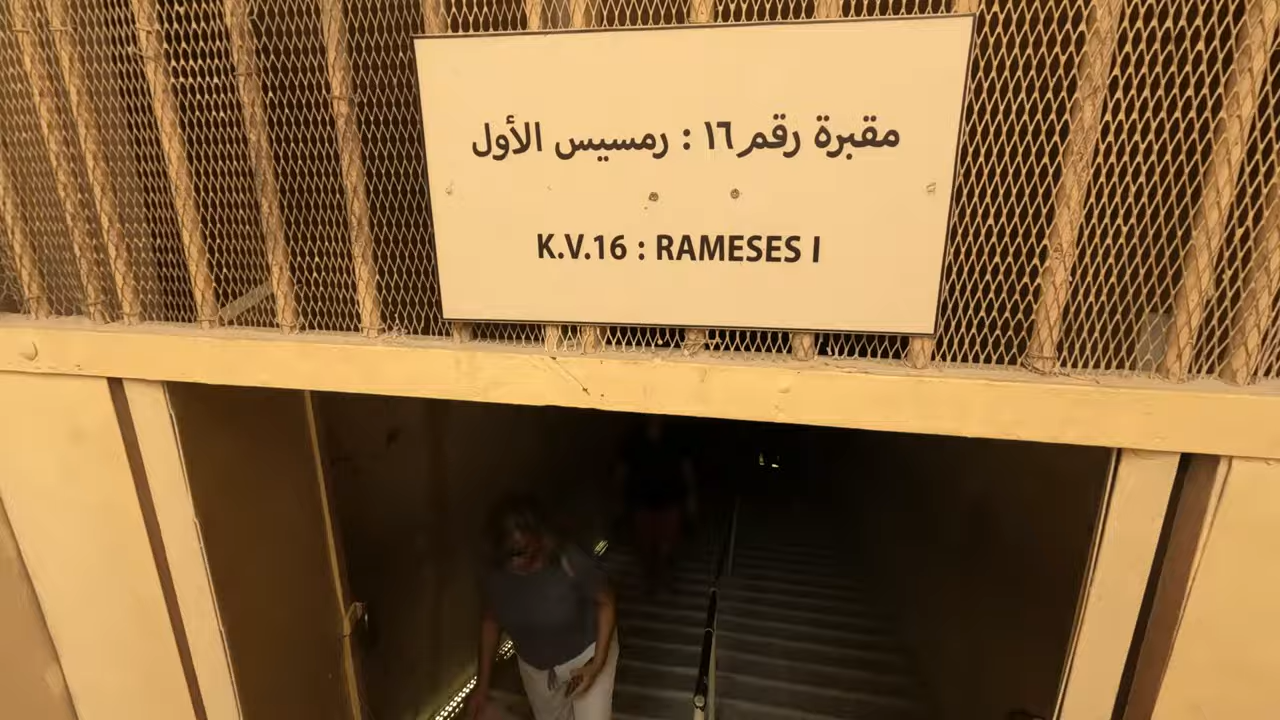 مقبرة رقم ١٦ : رمسيس الأول
K.V.16 : RAMESES I